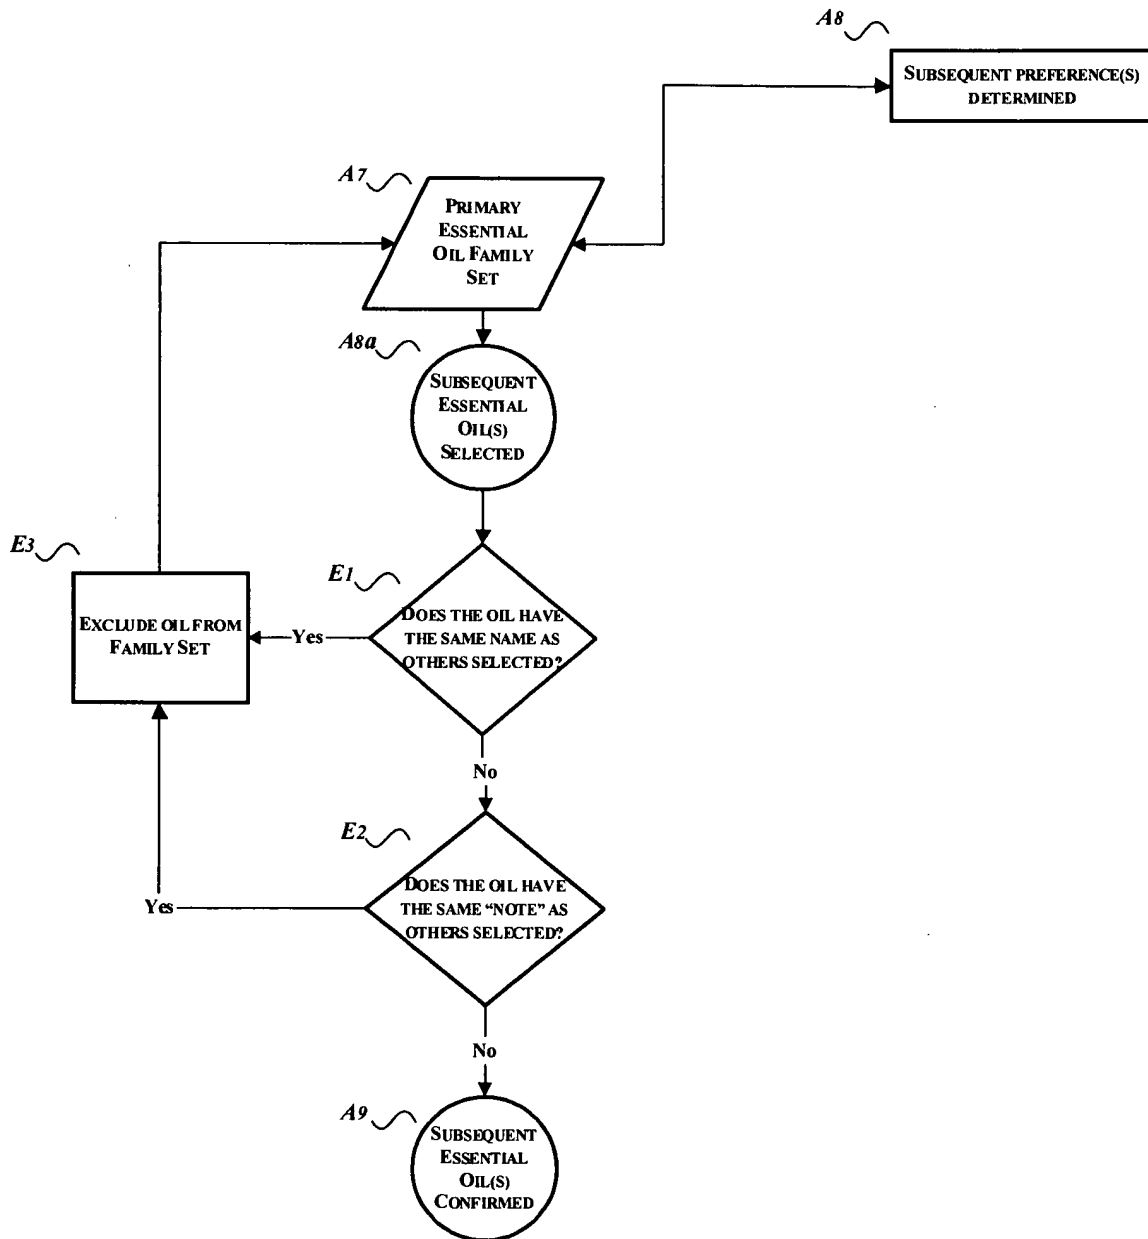 A8
SUBSEQUENT PREFERENCE(S)
DETERMINED
A7
PRIMARY
ESSENTIAL
OIL FAMILY
SET
A8a
SUBSEQUENT
ESSENTIAL
OIL(S)
SELECTED
E3
EXCLUDE OIL FROM
FAMILY SET
Yes
E1
DOES THE OIL HAVE
THE SAME NAME AS
OTHERS SELECTED?
No
E2
DOES THE OIL HAVE
THE SAME “NOTE” AS
OTHERS SELECTED?
Yes
No
A9
SUBSEQUENT
ESSENTIAL
OIL(S)
CONFIRMED